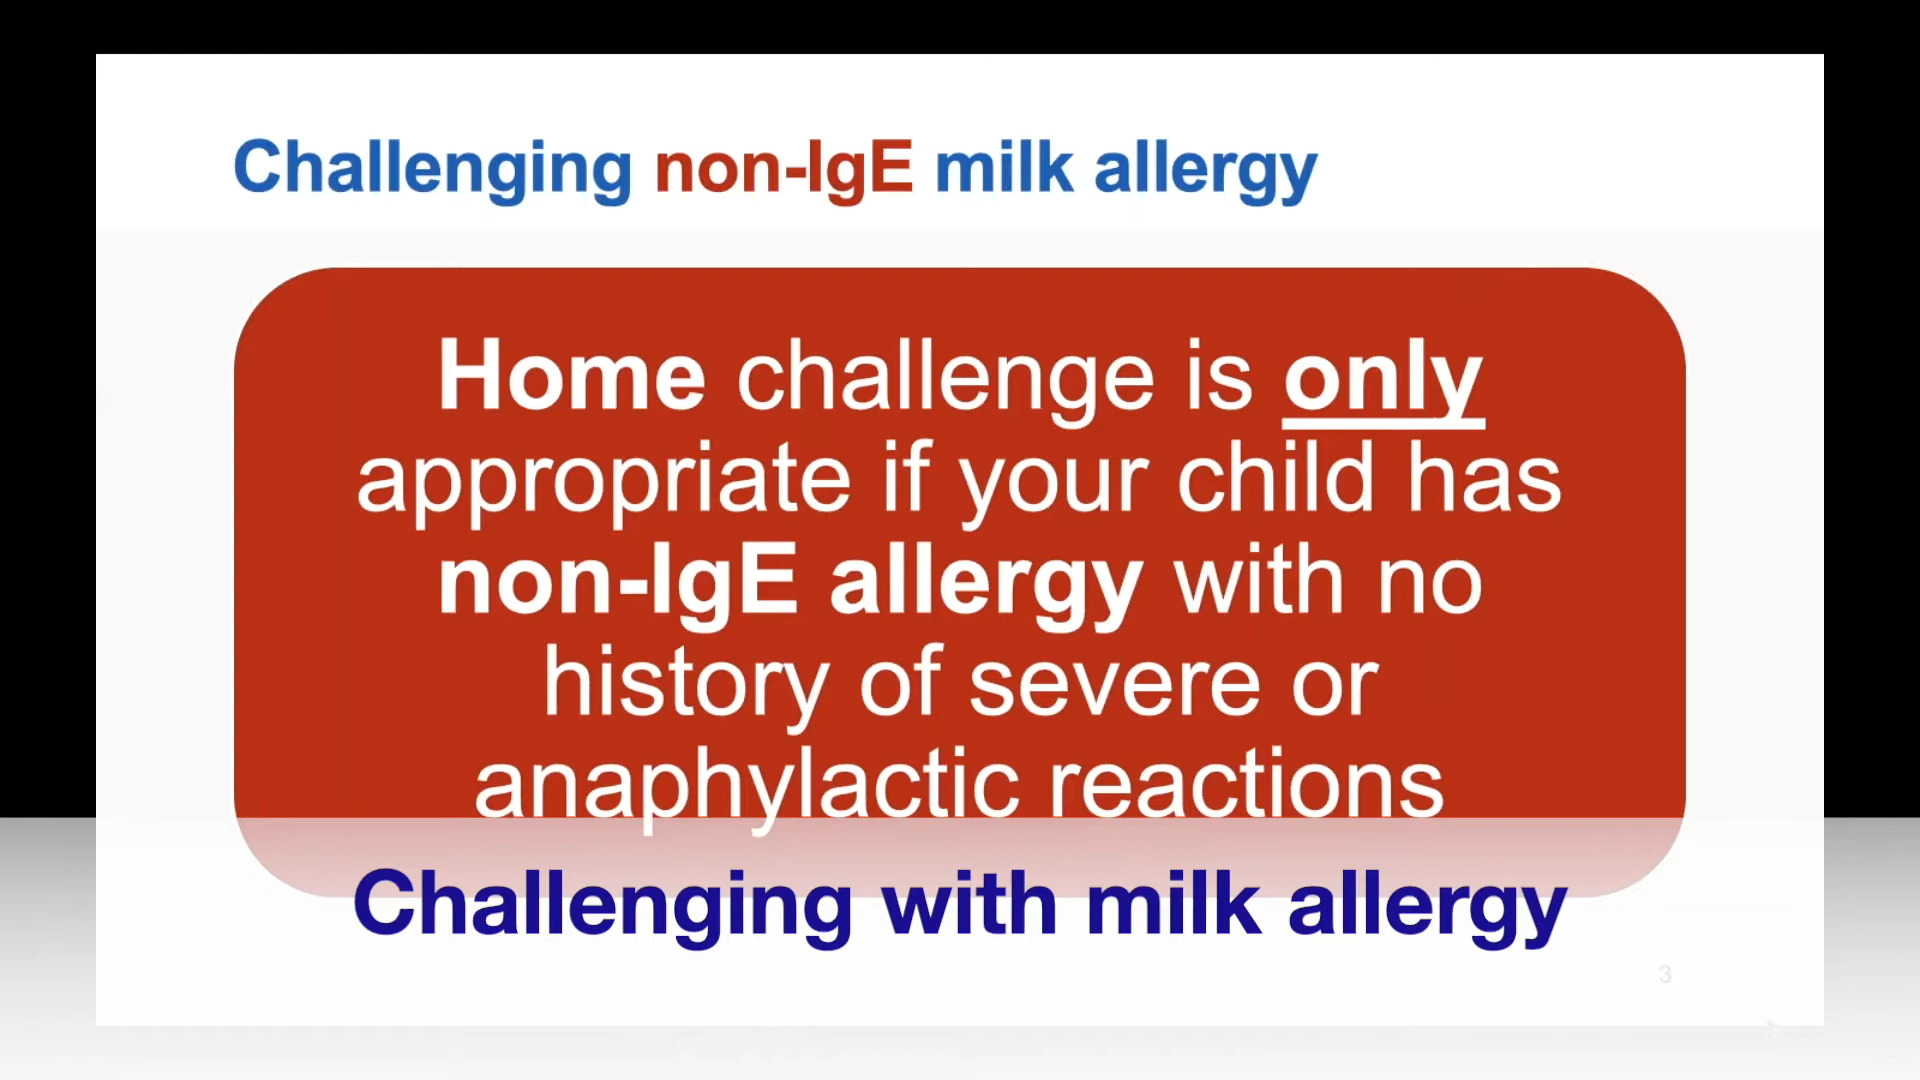 Challenging non-IgE milk allergy
Home challenge is only
appropriate if your child has
non-IgE allergy with no
history of severe or
anaphylactic reactions
Challenging with milk allergy
3